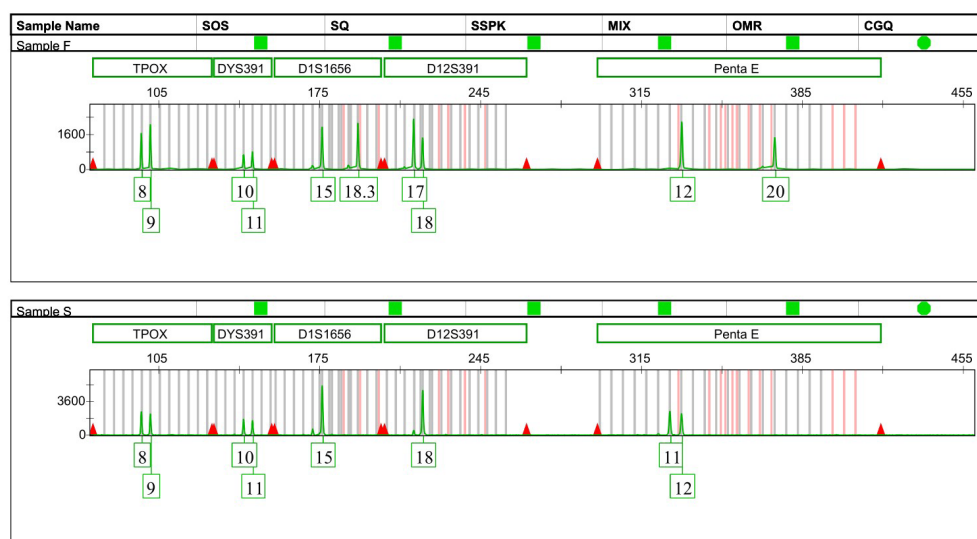 Sample Name SOS SQ SSPK MIX OMR CGQ
Sample F
TPOX DYS391 D1S1656 D12S391 Penta E
105 175 245 315 385 455
1600
0
8 10 15 18.3 17 12 20
9 11 18
Sample S
TPOX DYS391 D1S1656 D12S391 Penta E
105 175 245 315 385 455
3600
0
8 10 15 18 11
9 11 12